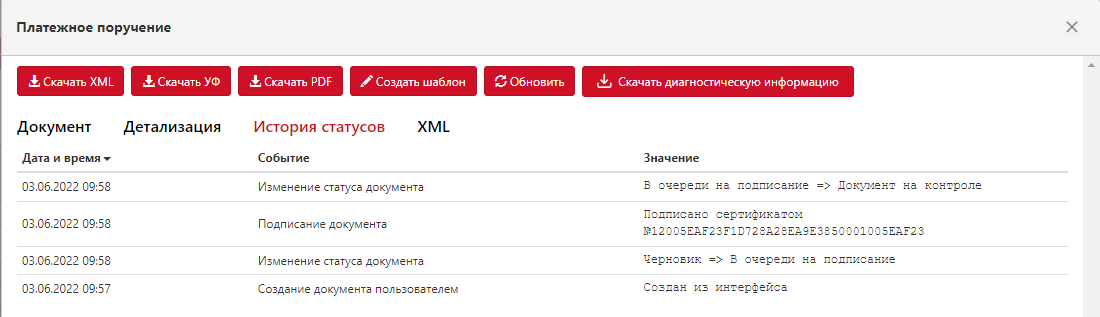 Платежное поручение
Скачать XML Скачать УФ Скачать PDF Создать шаблон Обновить Скачать диагностическую информацию
Документ Детализация История статусов XML
Дата и время Событие Значение
03.06.2022 09:58 Изменение статуса документа В очереди на подписание => Документ на контроле
03.06.2022 09:58 Подписание документа Подписано сертификатом
№12005EAF23F1D728A28EA9E3850001005EAF23
03.06.2022 09:58 Изменение статуса документа Черновик => В очереди на подписание
03.06.2022 09:57 Создание документа пользователем Создан из интерфейса